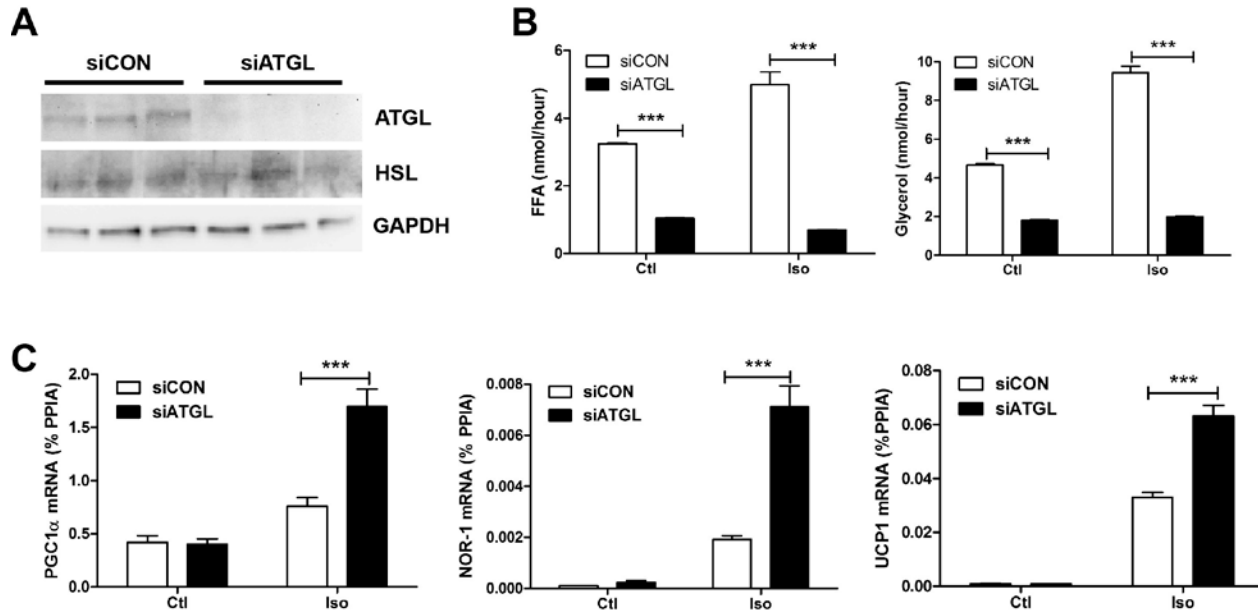 A
siCON siATGL
ATGL
HSL
GAPDH
B
FFA (nmol/hour)
6
4
2
0
siCON
siATGL
***
***
Ctl Iso
Glycerol (nmol/hour)
10
8
6
4
2
0
siCON
siATGL
***
***
Ctl Iso
C
PGC1α mRNA (% PPIA)
2.0
1.5
1.0
0.5
0.0
siCON
siATGL
***
Ctl Iso
NOR-1 mRNA (% PPIA)
0.008
0.006
0.004
0.002
0.000
siCON
siATGL
***
Ctl Iso
UCP1 mRNA (%PPIA)
0.08
0.06
0.04
0.02
0.00
siCON
siATGL
***
Ctl Iso